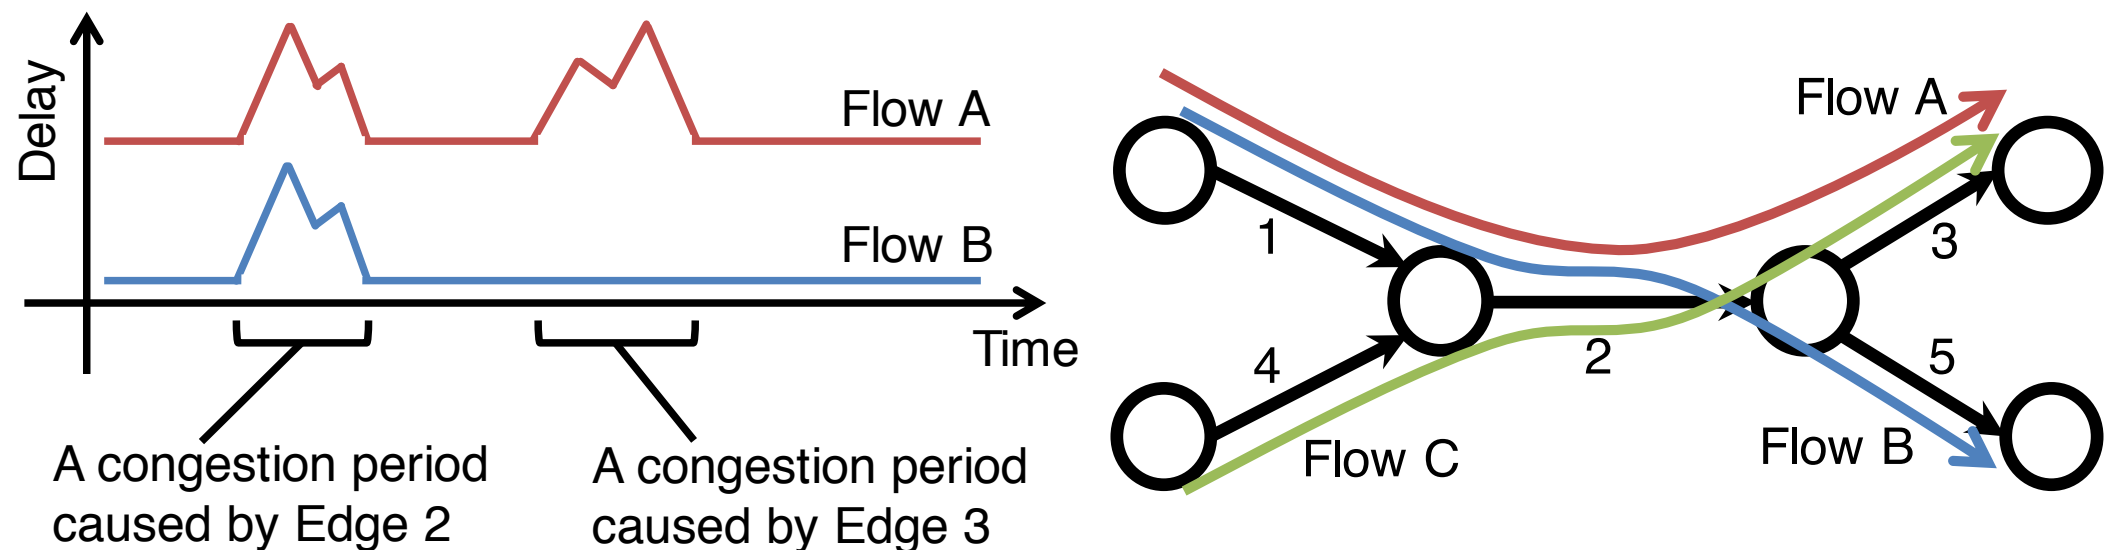 Delay
Flow A
Flow B
Time
A congestion period
caused by Edge 2
A congestion period
caused by Edge 3
Flow A
1
3
2
4
5
Flow C
Flow B